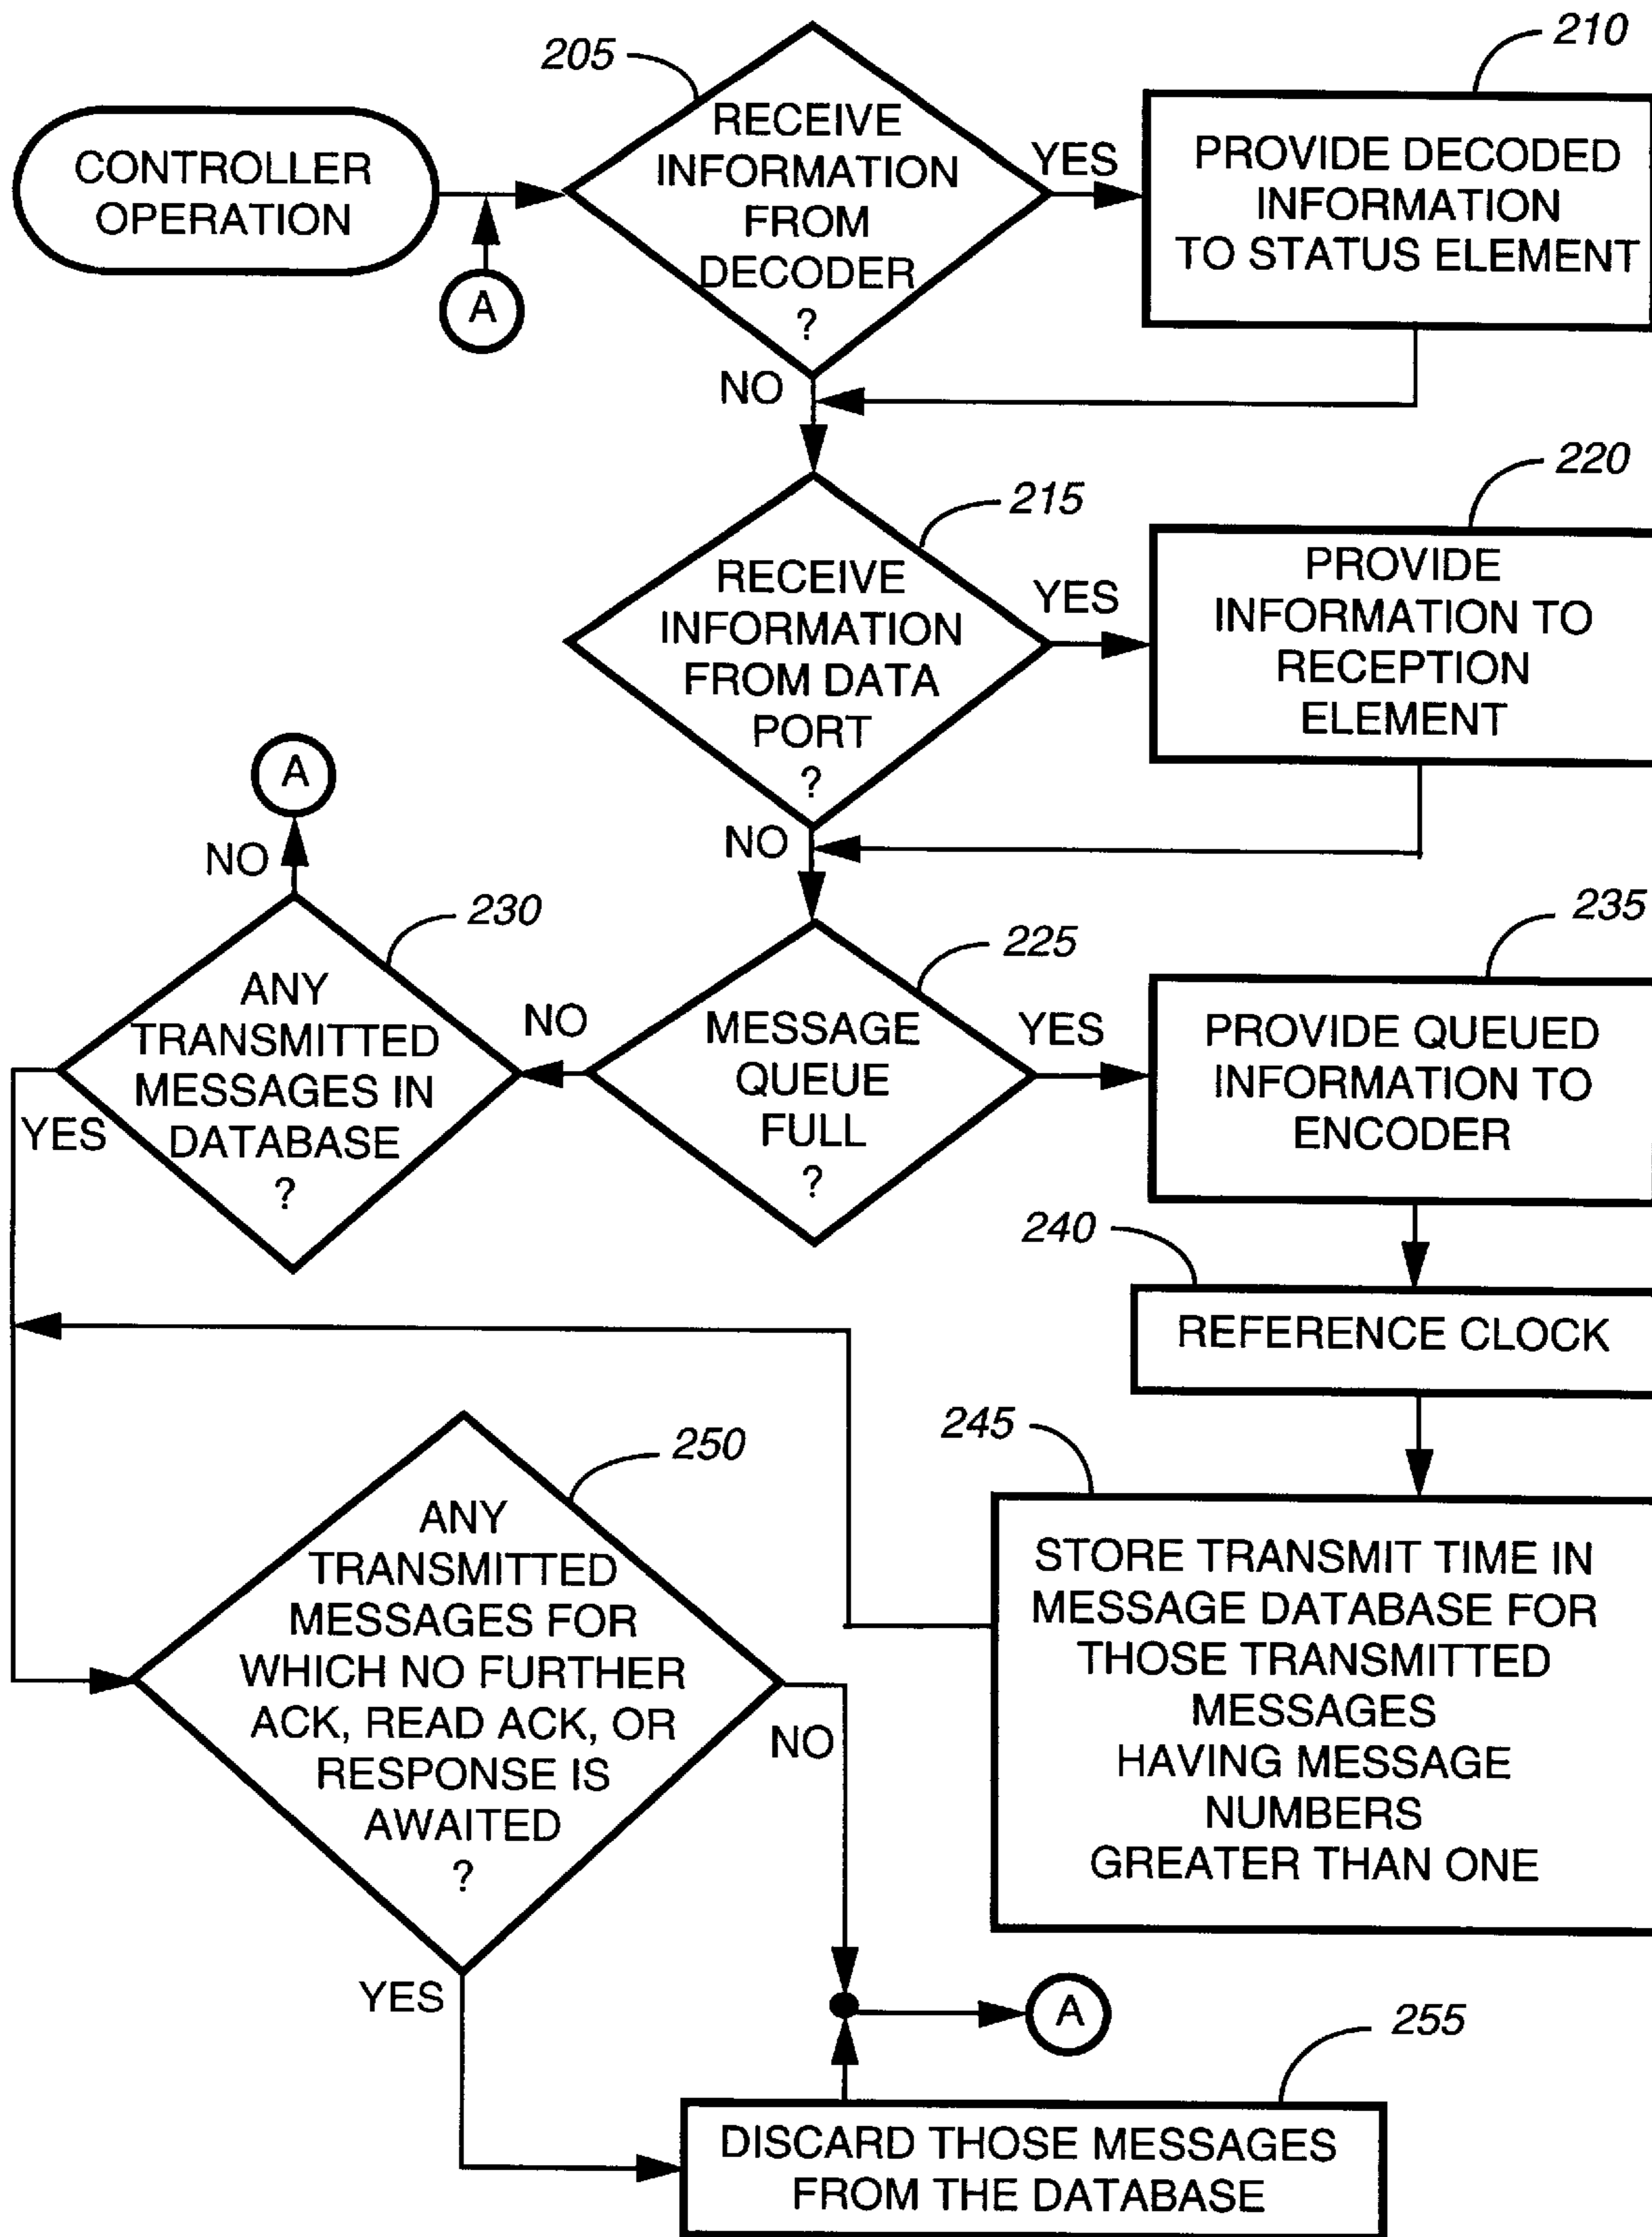 205
210
CONTROLLER
OPERATION
RECEIVE
INFORMATION
FROM
DECODER
?
YES
PROVIDE DECODED
INFORMATION
TO STATUS ELEMENT
A
NO
215
220
RECEIVE
INFORMATION
FROM DATA
PORT
?
YES
PROVIDE
INFORMATION TO
RECEPTION
ELEMENT
A
NO
NO
230
225
235
ANY
TRANSMITTED
MESSAGES IN
DATABASE
?
NO
MESSAGE
QUEUE
FULL
?
YES
PROVIDE QUEUED
INFORMATION TO
ENCODER
YES
240
REFERENCE CLOCK
250
245
ANY
TRANSMITTED
MESSAGES FOR
WHICH NO FURTHER
ACK, READ ACK, OR
RESPONSE IS
AWAITED
?
NO
STORE TRANSMIT TIME IN
MESSAGE DATABASE FOR
THOSE TRANSMITTED
MESSAGES
HAVING MESSAGE
NUMBERS
GREATER THAN ONE
YES
A
255
DISCARD THOSE MESSAGES
FROM THE DATABASE